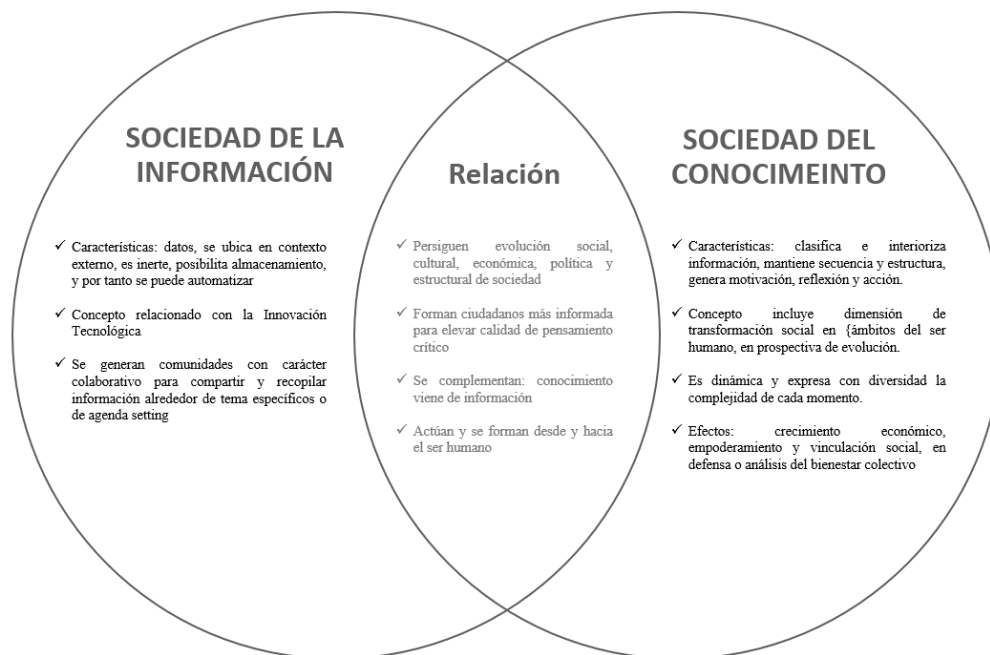 SOCIEDAD DE LA
INFORMACIÓN
✓ Características: datos, se ubica en contexto
externo, es inerte, posibilita almacenamiento,
y por tanto se puede automatizar
✓ Concepto relacionado con la Innovación
Tecnológica
✓ Se generan comunidades con carácter
colaborativo para compartir y recopilar
información alrededor de tema específicos o
de agenda setting
Relación
✓ Persiguen evolución social,
cultural, económica, política y
estructural de sociedad
✓ Forman ciudadanos más informada
para elevar calidad de pensamiento
crítico
✓ Se complementan: conocimiento
viene de información
✓ Actúan y se forman desde y hacia
el ser humano
SOCIEDAD DEL
CONOCIMEINTO
✓ Características: clasifica e interioriza
información, mantiene secuencia y estructura,
genera motivación, reflexión y acción.
✓ Concepto incluye dimensión de
transformación social en {ámbitos del ser
humano, en prospectiva de evolución.
✓ Es dinámica y expresa con diversidad la
complejidad de cada momento.
✓ Efectos: crecimiento económico,
empoderamiento y vinculación social, en
defensa o análisis del bienestar colectivo